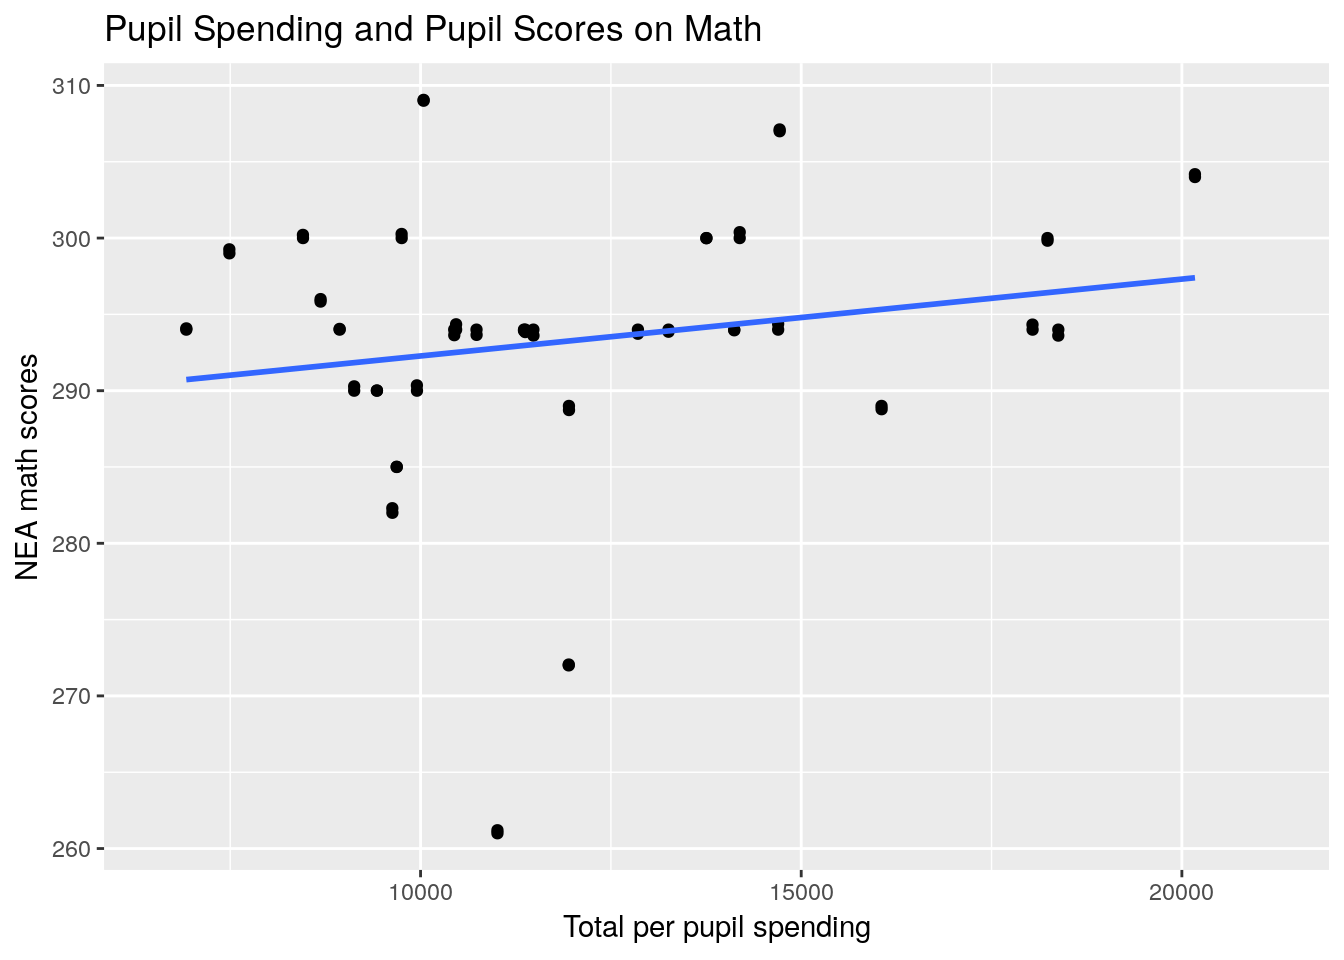 Pupil Spending and Pupil Scores on Math
310
300
290
280
270
260
NEA math scores
10000 15000 20000
Total per pupil spending